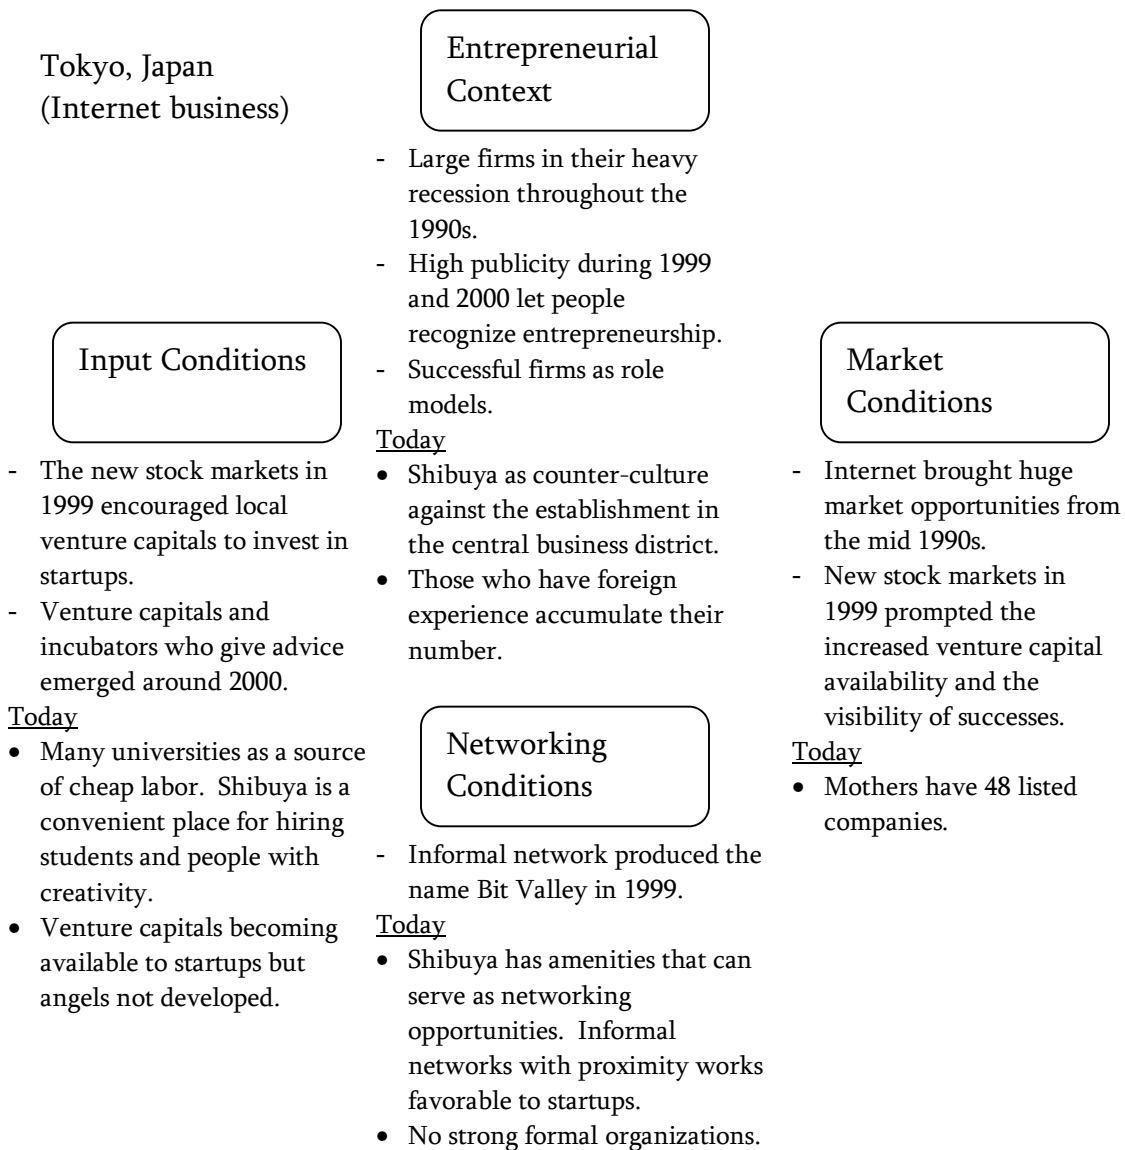 Tokyo, Japan
(Internet business)
Entrepreneurial
Context
- Large firms in their heavy
recession throughout the
1990s.
- High publicity during 1999
and 2000 let people
recognize entrepreneurship.
- Successful firms as role
models.
Today
• Shibuya as counter-culture
against the establishment in
the central business district.
• Those who have foreign
experience accumulate their
number.
Input Conditions
- The new stock markets in
1999 encouraged local
venture capitals to invest in
startups.
- Venture capitals and
incubators who give advice
emerged around 2000.
Today
• Many universities as a source
of cheap labor. Shibuya is a
convenient place for hiring
students and people with
creativity.
• Venture capitals becoming
available to startups but
angels not developed.
Market
Conditions
- Internet brought huge
market opportunities from
the mid 1990s.
- New stock markets in
1999 prompted the
increased venture capital
availability and the
visibility of successes.
Today
• Mothers have 48 listed
companies.
Networking
Conditions
- Informal network produced the
name Bit Valley in 1999.
Today
• Shibuya has amenities that can
serve as networking
opportunities. Informal
networks with proximity works
favorable to startups.
• No strong formal organizations.